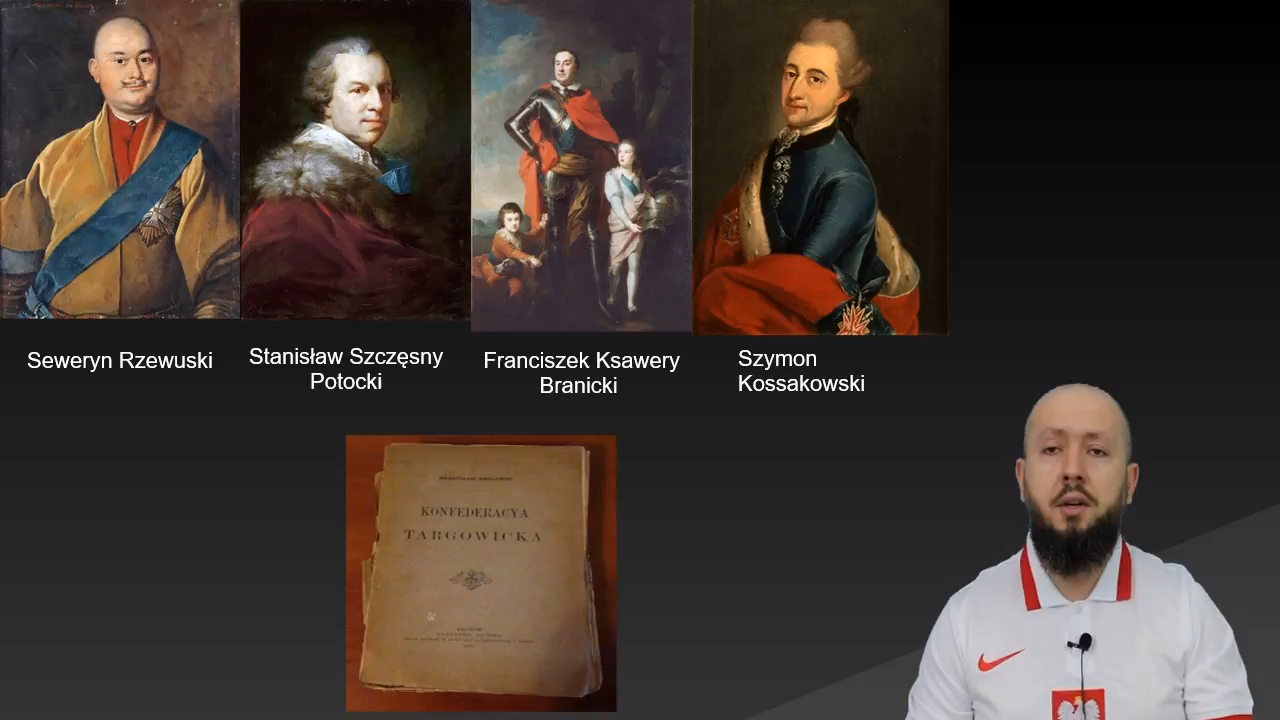 Seweryn Rzewuski
Stanisław Szczęsny
Potocki
Franciszek Ksawery
Branicki
Szymon
Kossakowski
KONFEDERACYA
TARGOWICKA